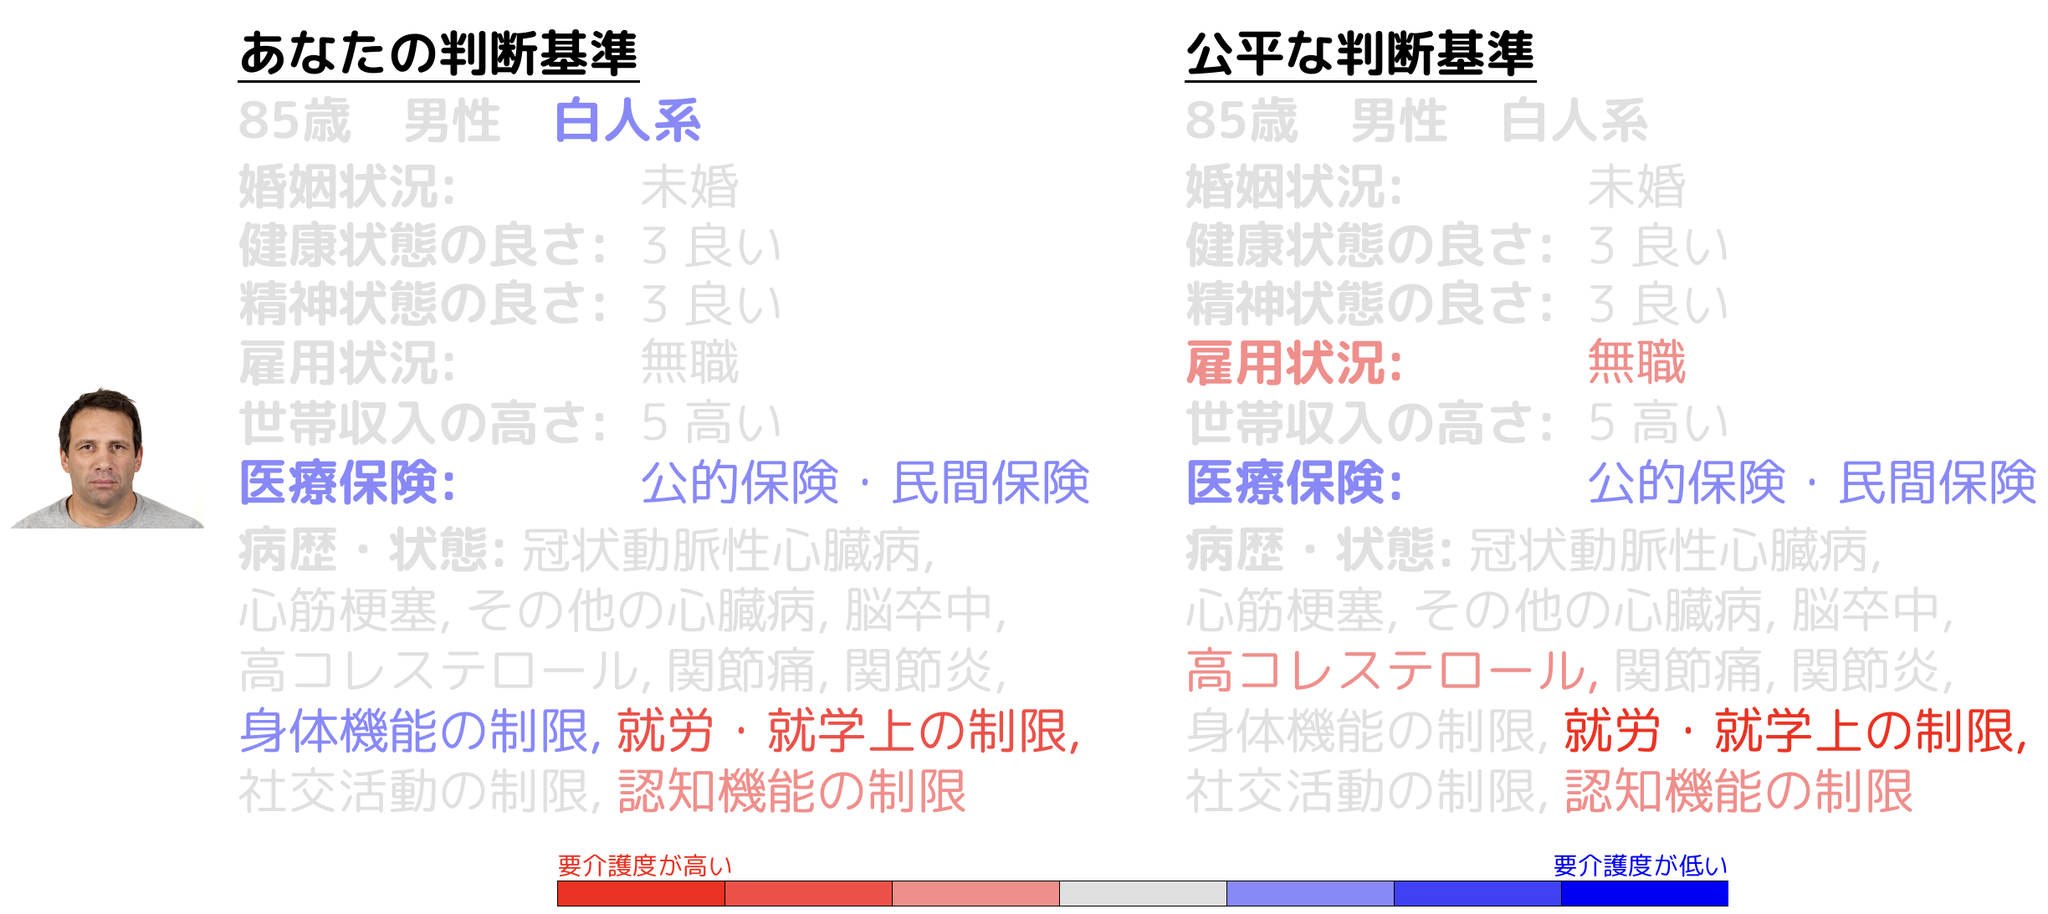 あなたの判断基準
85歳 男性 白人系
婚姻状況: 未婚
健康状態の良さ: 3 良い
精神状態の良さ: 3 良い
雇用状況: 無職
世帯収入の高さ: 5 高い
医療保険: 公的保険・民間保険
病歴・状態: 冠状動脈性心臓病,
心筋梗塞, その他の心臓病, 脳卒中,
高コレステロール, 関節痛, 関節炎,
身体機能の制限, 就労・就学上の制限,
社交活動の制限, 認知機能の制限
公平な判断基準
85歳 男性 白人系
婚姻状況: 未婚
健康状態の良さ: 3 良い
精神状態の良さ: 3 良い
雇用状況: 無職
世帯収入の高さ: 5 高い
医療保険: 公的保険・民間保険
病歴・状態: 冠状動脈性心臓病,
心筋梗塞, その他の心臓病, 脳卒中,
高コレステロール, 関節痛, 関節炎,
身体機能の制限, 就労・就学上の制限,
社交活動の制限, 認知機能の制限
要介護度が高い 要介護度が低い